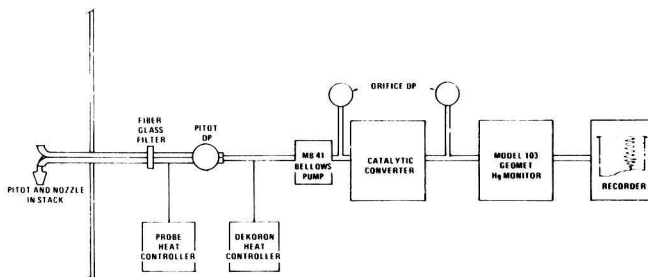 FIBER
GLASS
FILTER
PITOT
DP
ORIFICE DP
PITOT AND NOZZLE
IN STACK
MB 41
BELLOWS
PUMP
CATALYTIC
CONVERTER
MODEL 103
GEOMET
Hg MONITOR
RECORDER
PROBE
HEAT
CONTROLLER
DEKORON
HEAT
CONTROLLER